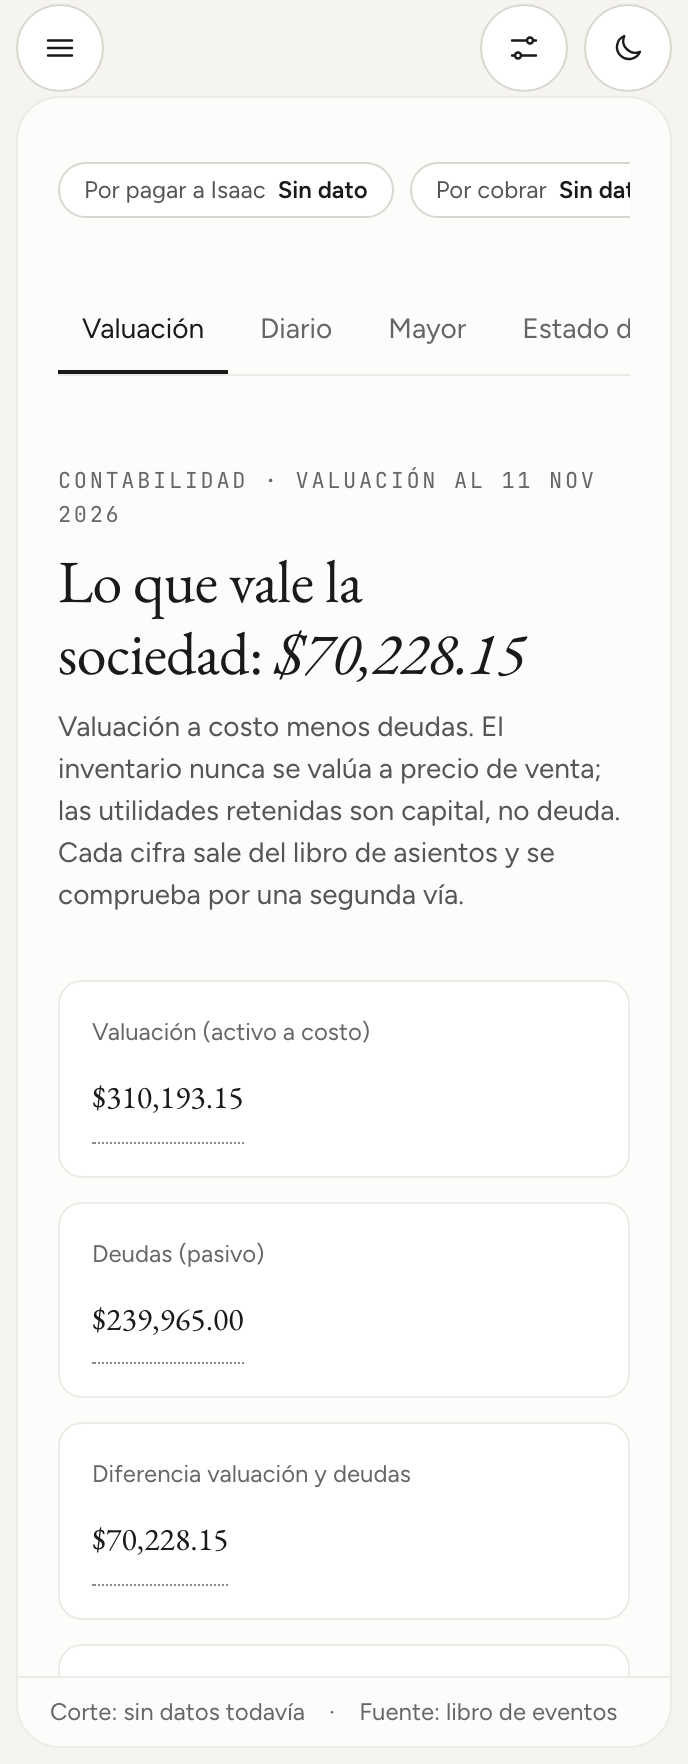 Por pagar a Isaac Sin dato
Por cobrar Sin dat
Valuación Diario Mayor Estado d
CONTABILIDAD · VALUACIÓN AL 11 NOV
2026
Lo que vale la
sociedad: $70,228.15
Valuación a costo menos deudas. El
inventario nunca se valúa a precio de venta;
las utilidades retenidas son capital, no deuda.
Cada cifra sale del libro de asientos y se
comprueba por una segunda vía.
Valuación (activo a costo)
$310,193.15
Deudas (pasivo)
$239,965.00
Diferencia valuación y deudas
$70,228.15
Corte: sin datos todavía · Fuente: libro de eventos